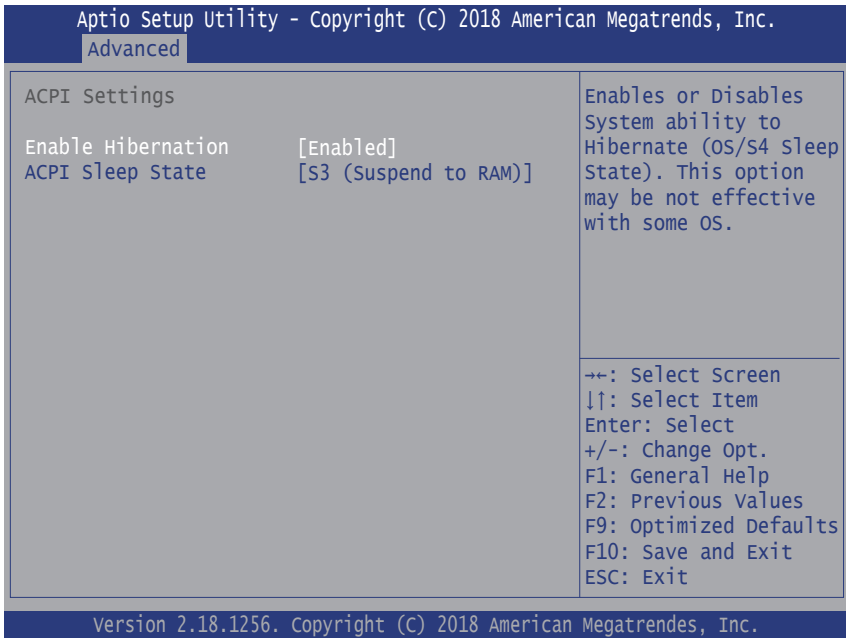 Aptio Setup Utility - Copyright (C) 2018 American Megatrends, Inc.
Advanced
ACPI Settings
Enable Hibernation [Enabled]
ACPI Sleep State [S3 (Suspend to RAM)]
Enables or Disables
System ability to
Hibernate (OS/S4 Sleep
State). This option
may be not effective
with some OS.
→←: Select Screen
↓↑: Select Item
Enter: Select
+/-: Change Opt.
F1: General Help
F2: Previous Values
F9: Optimized Defaults
F10: Save and Exit
ESC: Exit
Version 2.18.1256. Copyright (C) 2018 American Megatrendes, Inc.